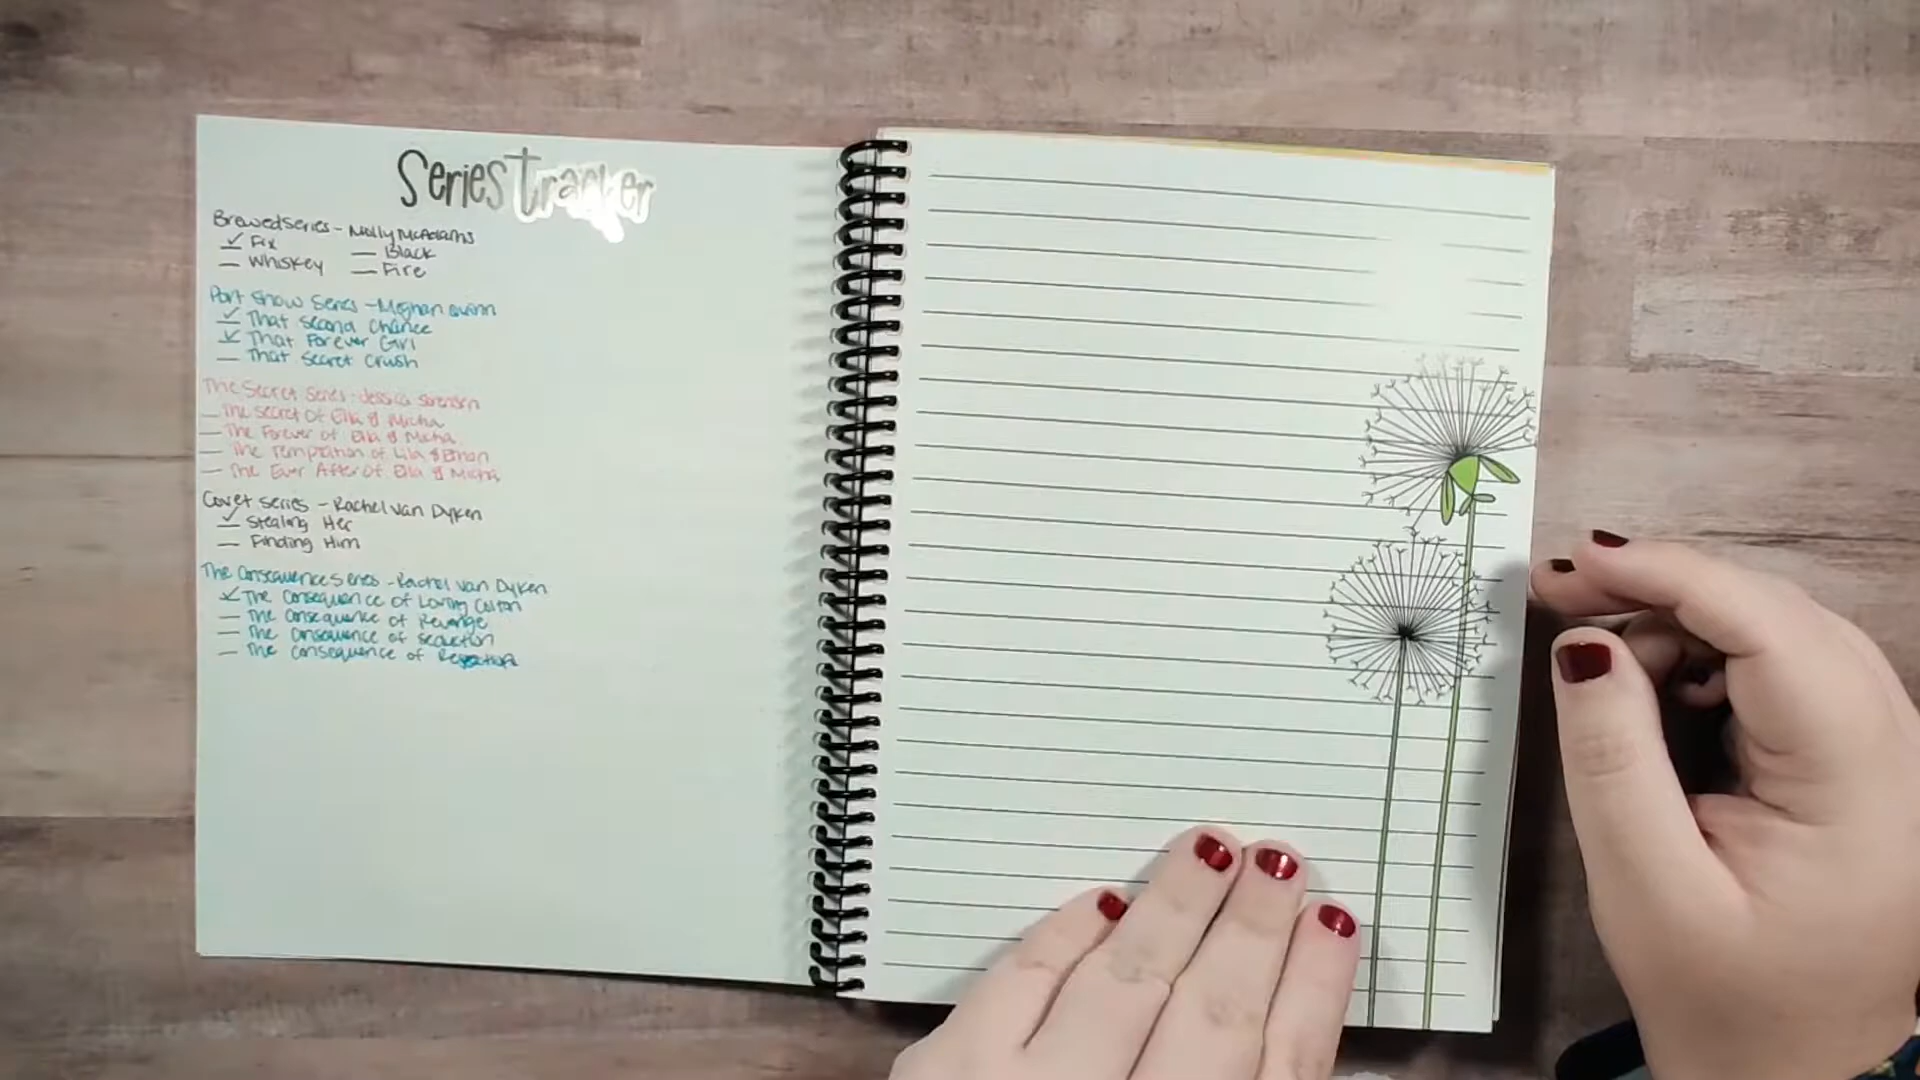 Series Tracker
Brewed Series - Molly McAdams
✓ Fix — Black
— Whiskey — Fire
Port Snow Series - Meghan Quinn
✓ That Second Chance
✓ That Forever Girl
— That Secret Crush
The Secret Series - Jessica Sorensen
— The Secret Of Ella & Micha
— The Forever of Ella & Micha
— The Temptation of Lila & Ethan
— The Ever After Of Ella & Micha
Covet Series - Rachel Van Dyken
✓ Stealing Her
— Finding Him
The Consequence Series - Rachel Van Dyken
✓ The Consequence of Loving Colton
— The Consequence of Revenge
— The Consequence of Seduction
— The Consequence of